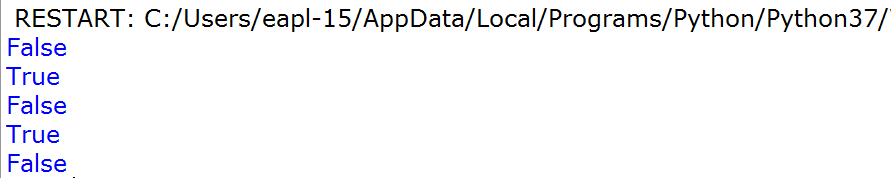 RESTART: C:/Users/eapl-15/AppData/Local/Programs/Python/Python37/
False
True
False
True
False